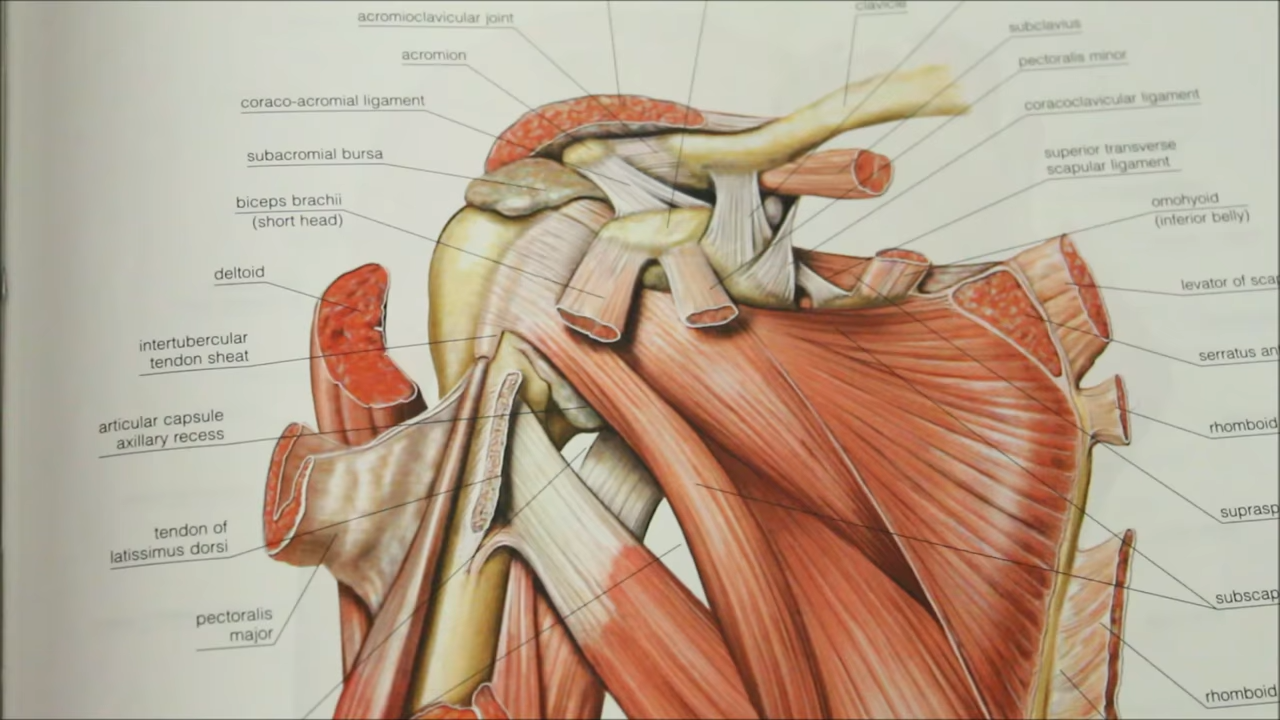 acromioclavicular joint
acromion
coraco-acromial ligament
subacromial bursa
biceps brachii
(short head)
deltoid
intertubercular
tendon sheat
articular capsule
axillary recess
tendon of
latissimus dorsi
pectoralis
major
clavicle
subclavius
pectoralis minor
coracoclavicular ligament
superior transverse
scapular ligament
omohyoid
(inferior belly)
levator of sca
serratus an
rhomboid
suprasp
subscap
rhomboid